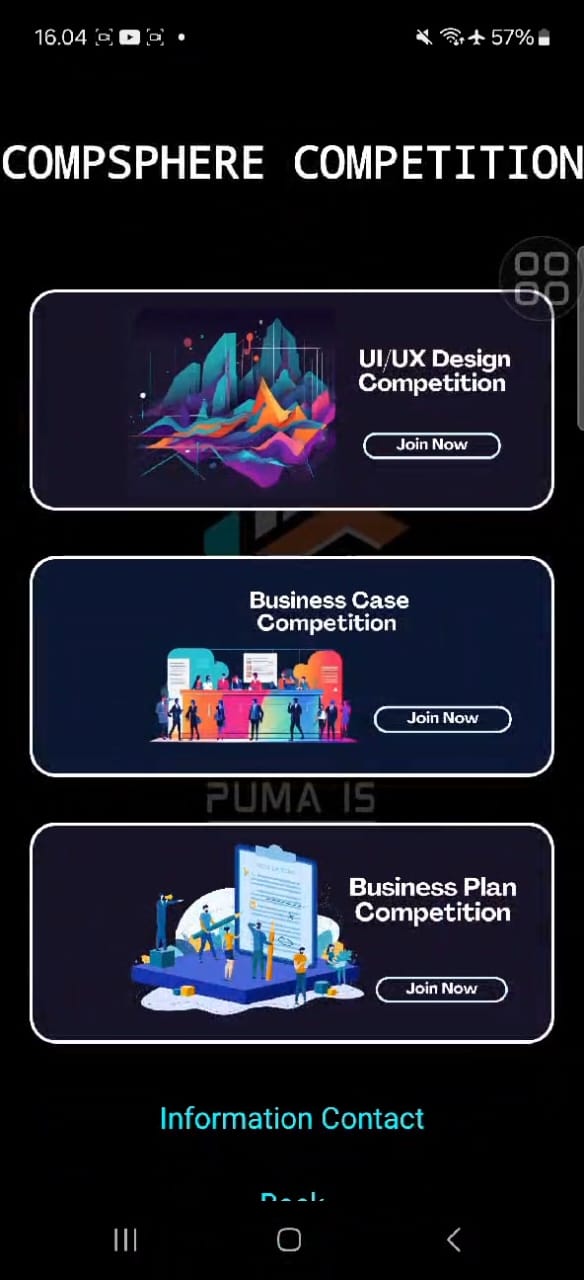 16.04
57%
COMPSPHERE COMPETITION
UI/UX Design
Competition
Join Now
Business Case
Competition
Join Now
PUMA IS
Business Plan
Competition
Join Now
Information Contact
Back